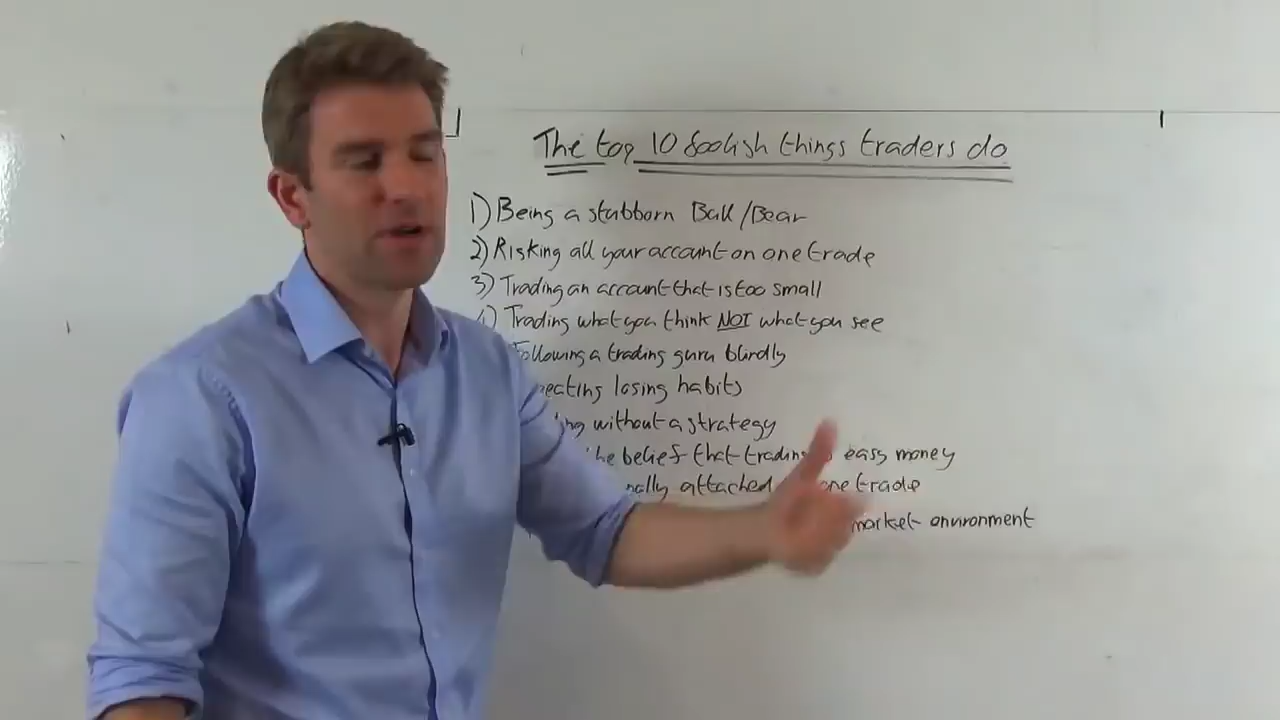 The top 10 foolish things traders do
1) Being a stubborn Bull/Bear
2) Risking all your account on one trade
3) Trading an account that is too small
Trading what you think NOT what you see
Following a trading guru blindly
losing habits
without a strategy
the belief that trading easy money
attached one trade
market environment